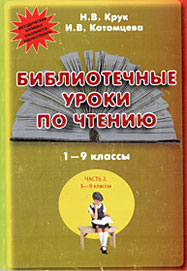 Н.В. Крук
И.В. Котомцева
БИБЛИОТЕЧНЫЕ
УРОКИ
ПО ЧТЕНИЮ
1–9 классы
ЧАСТЬ 2.
5–9 классы